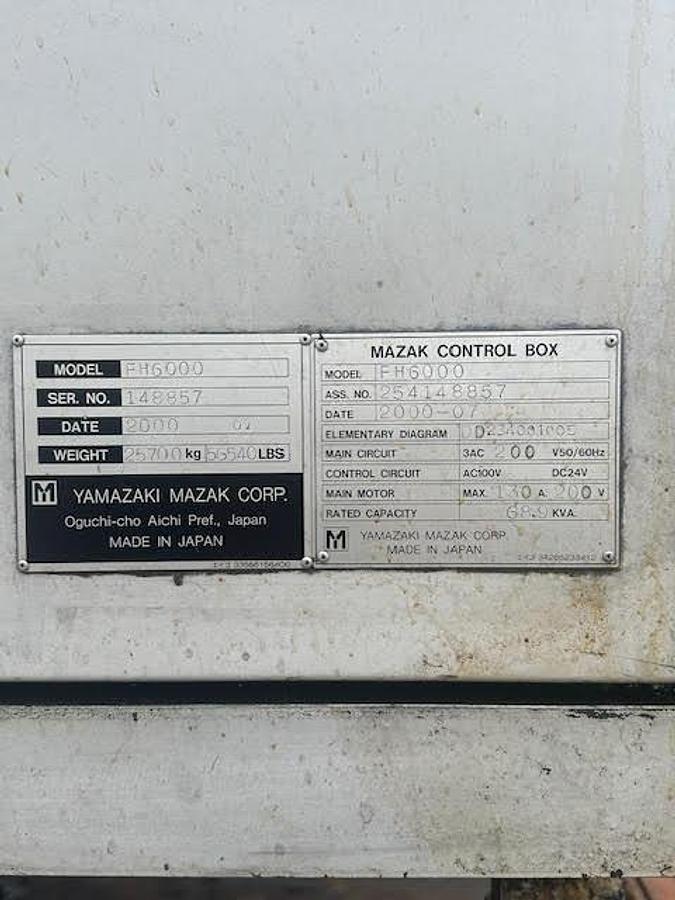 MODEL FH6000
SER. NO. 148857
DATE 2000 07
WEIGHT 25700 kg 56540 LBS
YAMAZAKI MAZAK CORP.
Oguchi-cho Aichi Pref., Japan
MADE IN JAPAN
MAZAK CONTROL BOX
MODEL FH6000
ASS. NO. 254148857
DATE 2000-07
ELEMENTARY DIAGRAM
MAIN CIRCUIT 3AC 200 V50/60Hz
CONTROL CIRCUIT AC100V DC24V
MAIN MOTOR MAX. 130 A. 200 V
RATED CAPACITY 68.9 KVA
YAMAZAKI MAZAK CORP.
MADE IN JAPAN